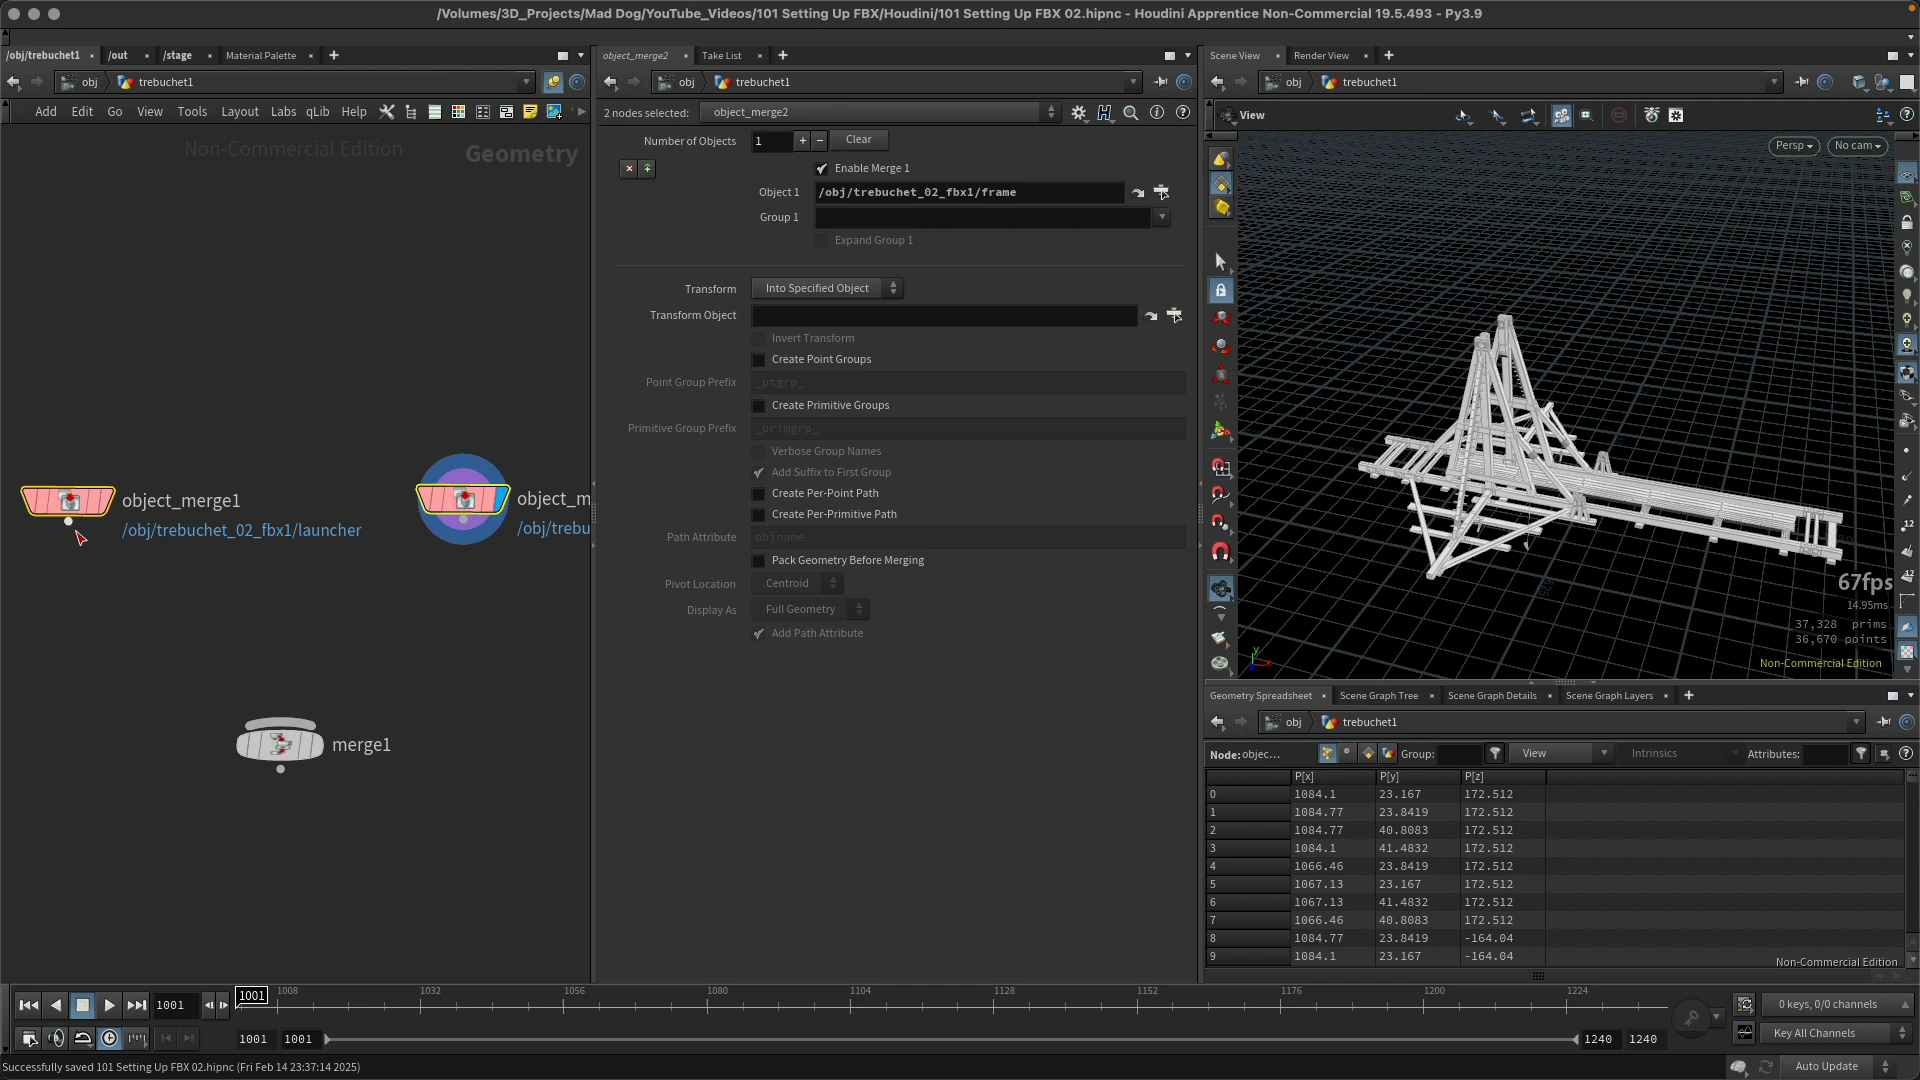 /Volumes/3D_Projects/Mad Dog/YouTube_Videos/101 Setting Up FBX/Houdini/101 Setting Up FBX 02.hipnc - Houdini Apprentice Non-Commercial 19.5.493 - Py3.9
/obj/trebuchet1 /out /stage Material Palette
object_merge2 Take List
Scene View Render View
obj trebuchet1
obj trebuchet1
obj trebuchet1
Add Edit Go View Tools Layout Labs qLib Help
2 nodes selected: object_merge2
View
Non-Commercial Edition Geometry
Number of Objects 1 + − Clear
Enable Merge 1
Object 1 /obj/trebuchet_02_fbx1/frame
Group 1
Expand Group 1
Transform Into Specified Object
Transform Object
Invert Transform
Create Point Groups
Point Group Prefix _ptgrp_
Create Primitive Groups
Primitive Group Prefix _primgrp_
Verbose Group Names
Add Suffix to First Group
Create Per-Point Path
Create Per-Primitive Path
Path Attribute objname
Pack Geometry Before Merging
Pivot Location Centroid
Display As Full Geometry
Add Path Attribute
object_merge1
/obj/trebuchet_02_fbx1/launcher
object_m
/obj/trebu
merge1
Persp No cam
67fps
14.95ms
37,328 prims
36,670 points
Non-Commercial Edition
Geometry Spreadsheet Scene Graph Tree Scene Graph Details Scene Graph Layers
obj trebuchet1
Node: objec... Group: View Intrinsics Attributes:
P[x] P[y] P[z]
0 1084.1 23.167 172.512
1 1084.77 23.8419 172.512
2 1084.77 40.8083 172.512
3 1084.1 41.4832 172.512
4 1066.46 23.8419 172.512
5 1067.13 23.167 172.512
6 1067.13 41.4832 172.512
7 1066.46 40.8083 172.512
8 1084.77 23.8419 -164.04
9 1084.1 23.167 -164.04
Non-Commercial Edition
1001 1001 1008 1032 1056 1080 1104 1128 1152 1176 1200 1224
0 keys, 0/0 channels
1001 1001 1240 1240 Key All Channels
Successfully saved 101 Setting Up FBX 02.hipnc (Fri Feb 14 23:37:14 2025)
Auto Update